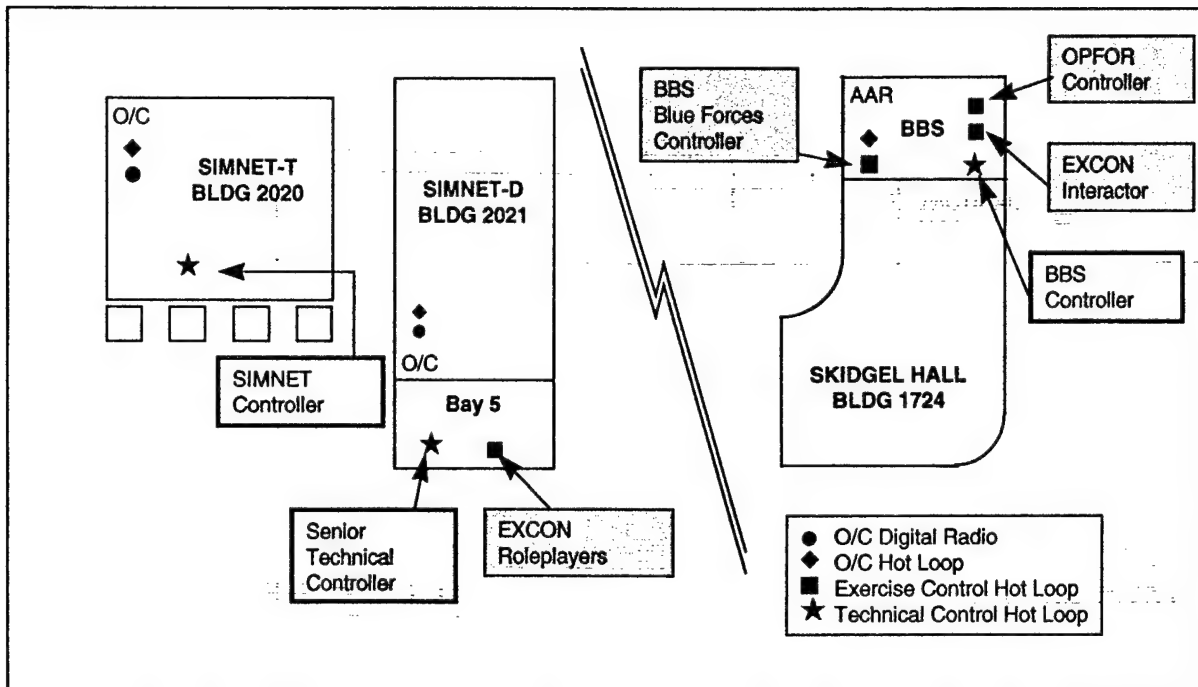 O/C
SIMNET-T
BLDG 2020
SIMNET
Controller
SIMNET-D
BLDG 2021
O/C
Bay 5
Senior
Technical
Controller
EXCON
Roleplayers
BBS
Blue Forces
Controller
AAR
BBS
OPFOR
Controller
EXCON
Interactor
BBS
Controller
SKIDGEL HALL
BLDG 1724
O/C Digital Radio
O/C Hot Loop
Exercise Control Hot Loop
Technical Control Hot Loop